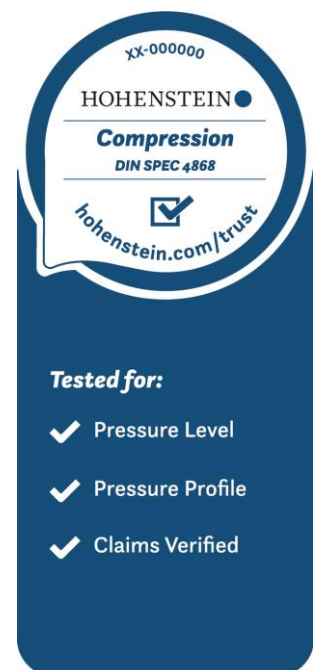 XX-000000
HOHENSTEIN
Compression
DIN SPEC 4868
hohenstein.com/trust
Tested for:
Pressure Level
Pressure Profile
Claims Verified